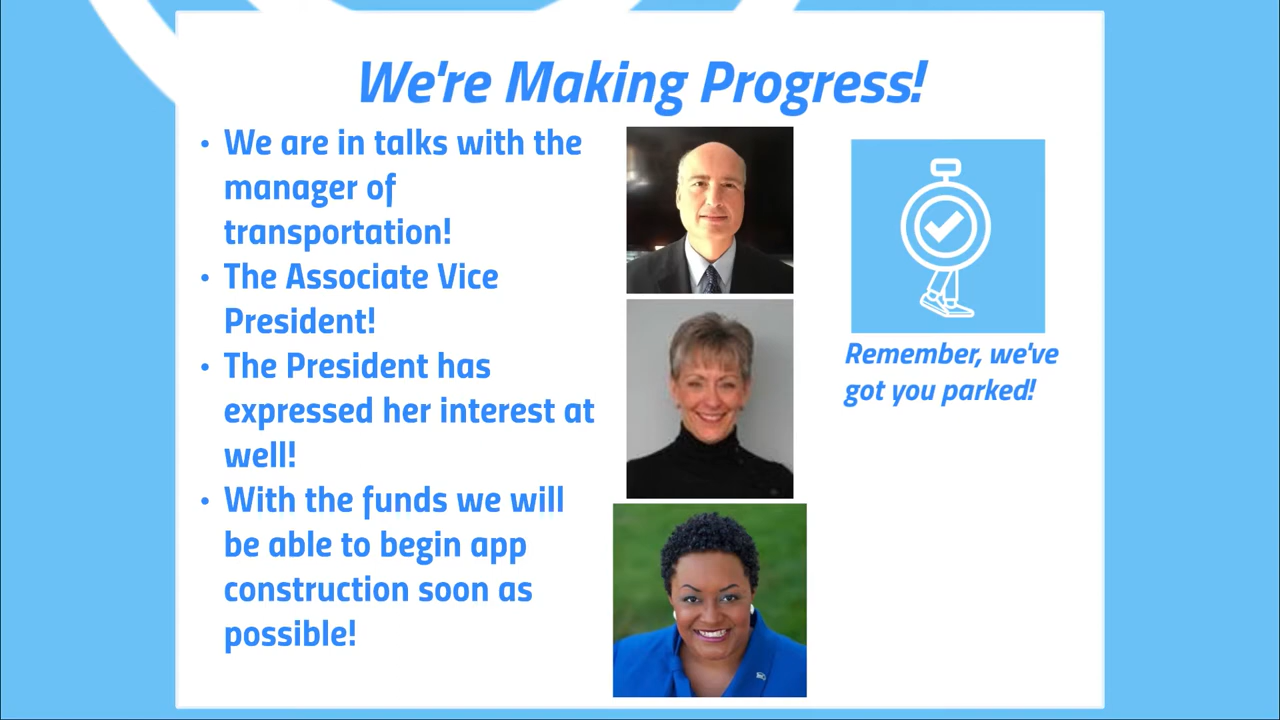 We're Making Progress!
• We are in talks with the
manager of
transportation!
• The Associate Vice
President!
• The President has
expressed her interest at
well!
• With the funds we will
be able to begin app
construction soon as
possible!
Remember, we've
got you parked!